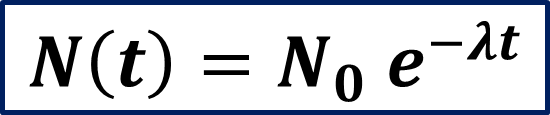 N(t) = N₀ e^{−λt}